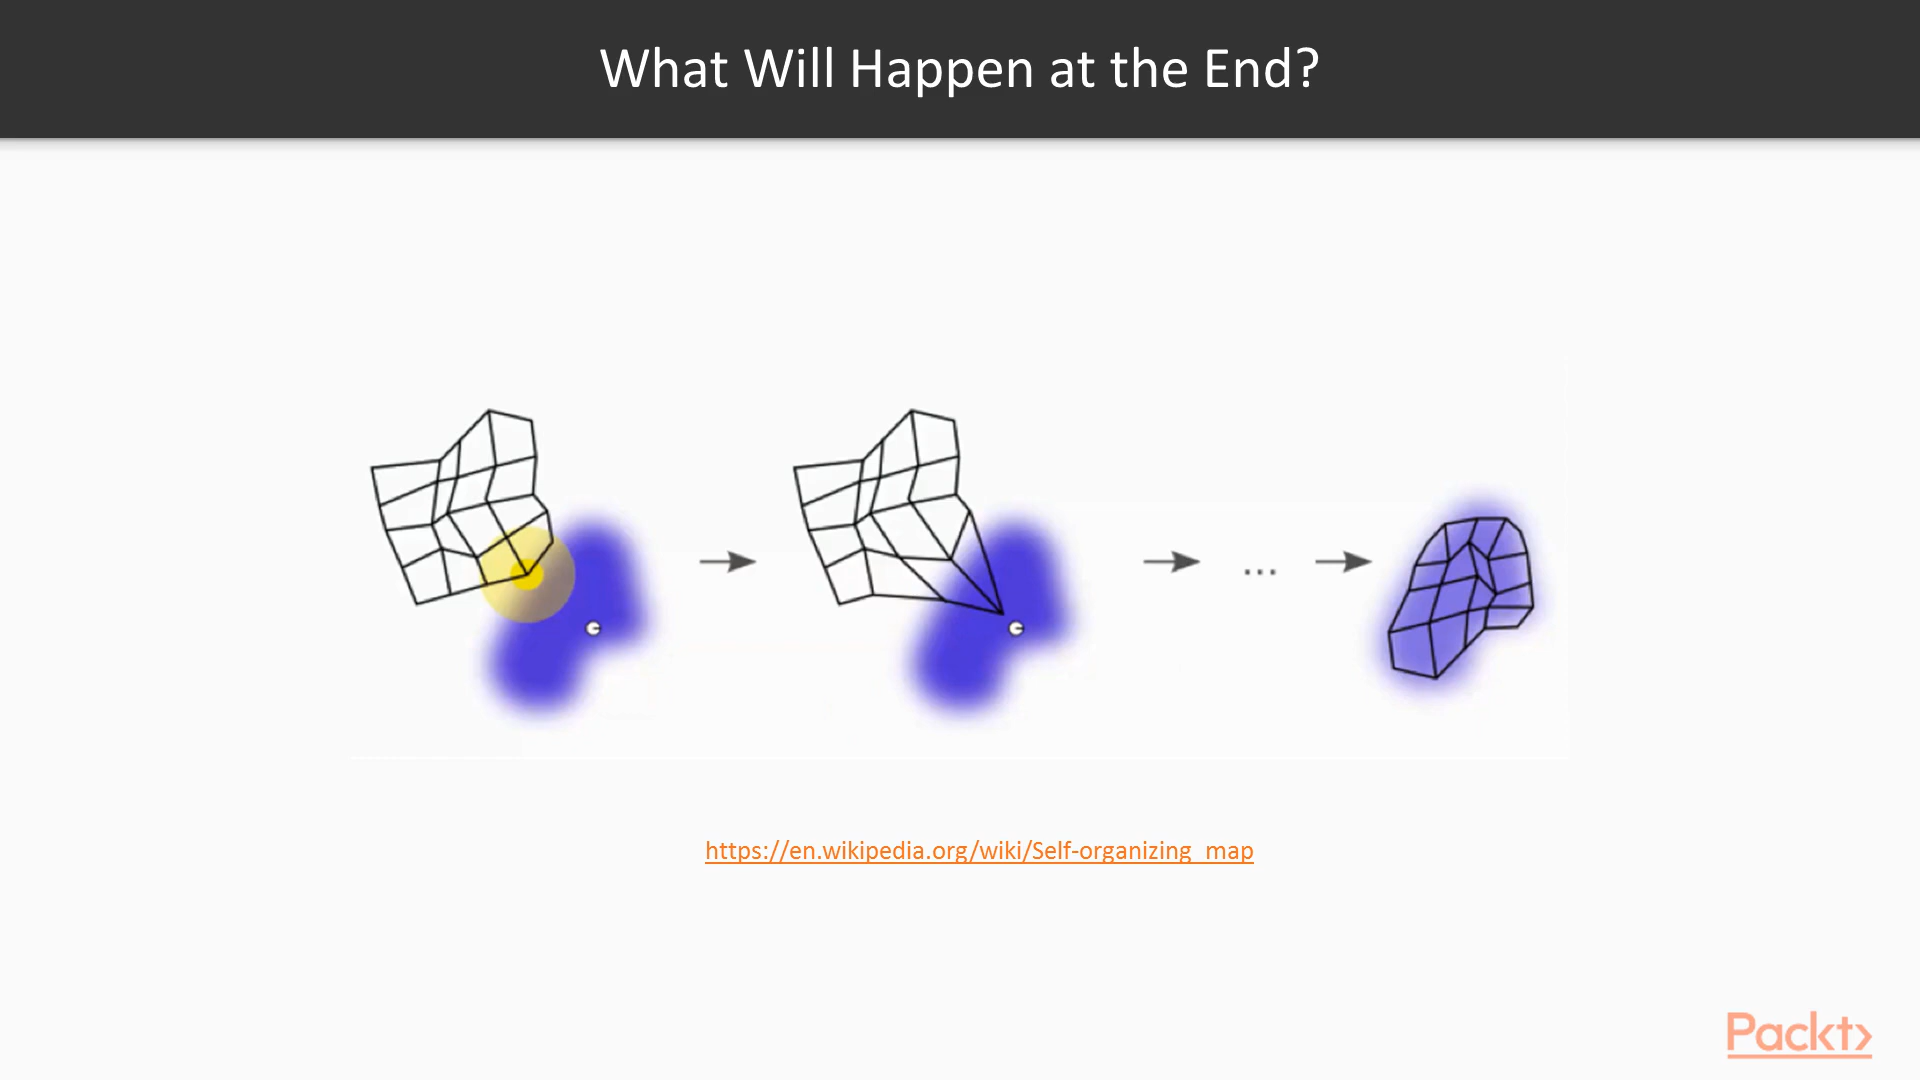 What Will Happen at the End?
...
https://en.wikipedia.org/wiki/Self-organizing_map
Packt>